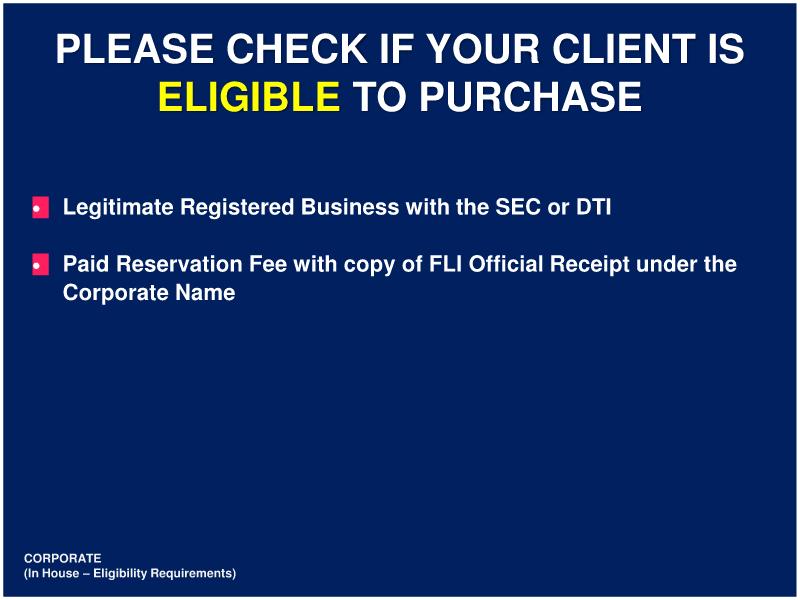 PLEASE CHECK IF YOUR CLIENT IS
ELIGIBLE TO PURCHASE
• Legitimate Registered Business with the SEC or DTI
• Paid Reservation Fee with copy of FLI Official Receipt under the
Corporate Name
CORPORATE
(In House – Eligibility Requirements)